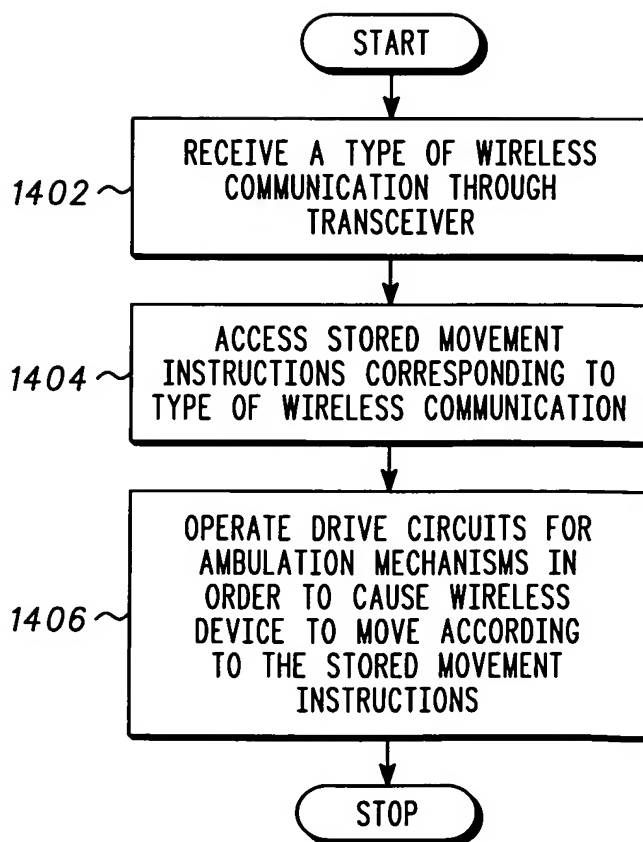 START
1402
RECEIVE A TYPE OF WIRELESS
COMMUNICATION THROUGH
TRANSCEIVER
1404
ACCESS STORED MOVEMENT
INSTRUCTIONS CORRESPONDING TO
TYPE OF WIRELESS COMMUNICATION
1406
OPERATE DRIVE CIRCUITS FOR
AMBULATION MECHANISMS IN
ORDER TO CAUSE WIRELESS
DEVICE TO MOVE ACCORDING
TO THE STORED MOVEMENT
INSTRUCTIONS
STOP